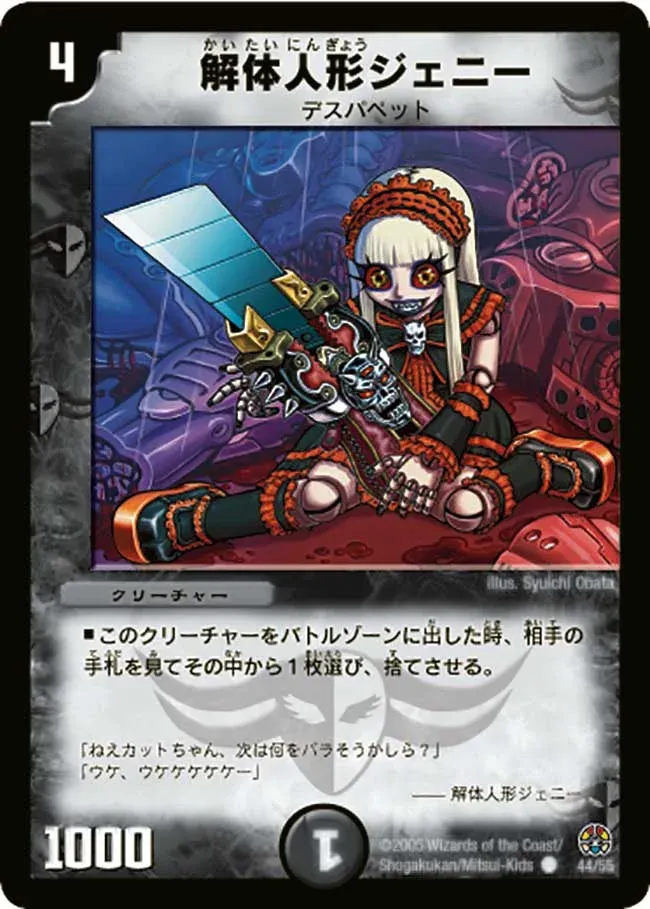 4
かいたいにんぎょう
解体人形ジェニー
デスパペット
illus. Syuichi Obata
クリーチャー
■このクリーチャーをバトルゾーンに出した時、相手の
手札を見てその中から1枚選び、捨てさせる。
「ねえカットちゃん、次は何をバラそうかしら？」
「ウケ、ウケケケケケー」
―― 解体人形ジェニー
1000
1
©2005 Wizards of the Coast/
Shogakukan/Mitsui-Kids
44/55